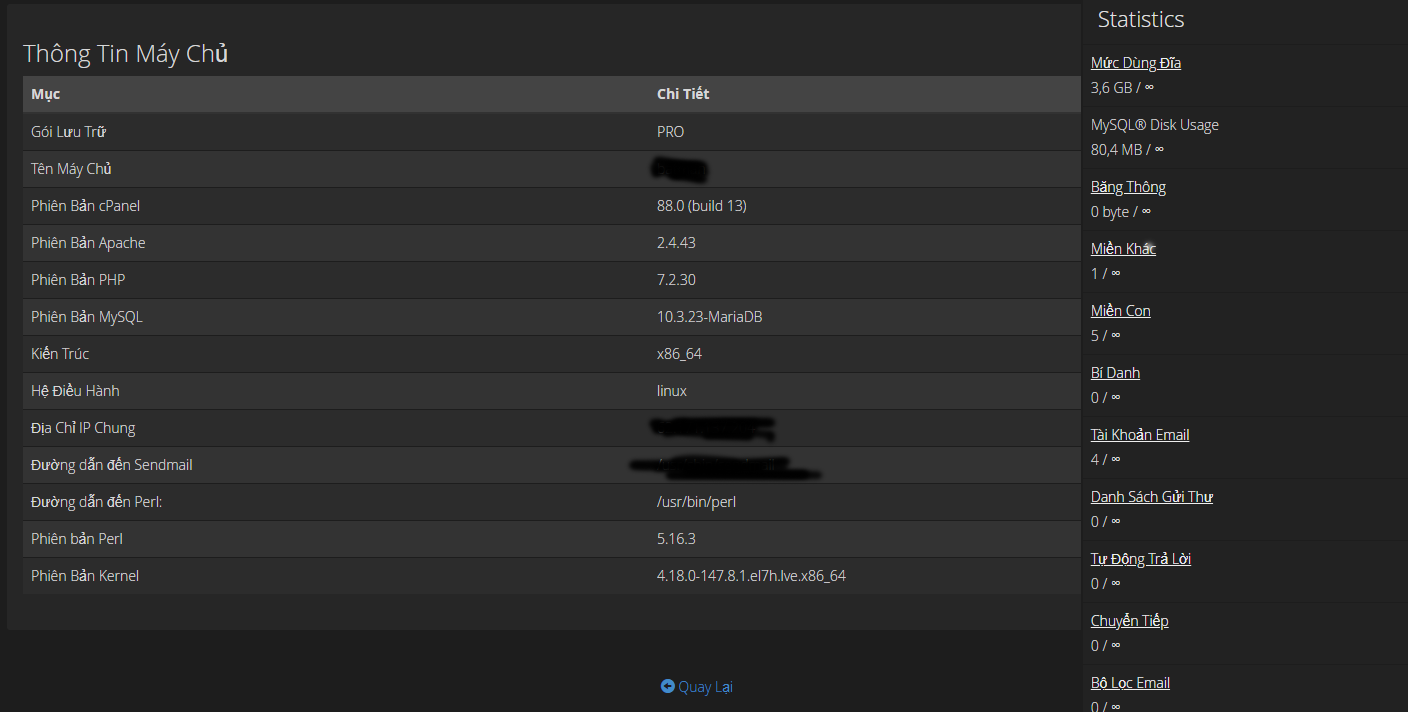 Thông Tin Máy Chủ
Mục Chi Tiết
Gói Lưu Trữ PRO
Tên Máy Chủ
Phiên Bản cPanel 88.0 (build 13)
Phiên Bản Apache 2.4.43
Phiên Bản PHP 7.2.30
Phiên Bản MySQL 10.3.23-MariaDB
Kiến Trúc x86_64
Hệ Điều Hành linux
Địa Chỉ IP Chung
Đường dẫn đến Sendmail
Đường dẫn đến Perl: /usr/bin/perl
Phiên bản Perl 5.16.3
Phiên Bản Kernel 4.18.0-147.8.1.el7h.lve.x86_64
Quay Lại
Statistics
Mức Dùng Đĩa
3,6 GB / ∞
MySQL® Disk Usage
80,4 MB / ∞
Băng Thông
0 byte / ∞
Miền Khác
1 / ∞
Miền Con
5 / ∞
Bí Danh
0 / ∞
Tài Khoản Email
4 / ∞
Danh Sách Gửi Thư
0 / ∞
Tự Động Trả Lời
0 / ∞
Chuyển Tiếp
0 / ∞
Bộ Lọc Email
0 / ∞